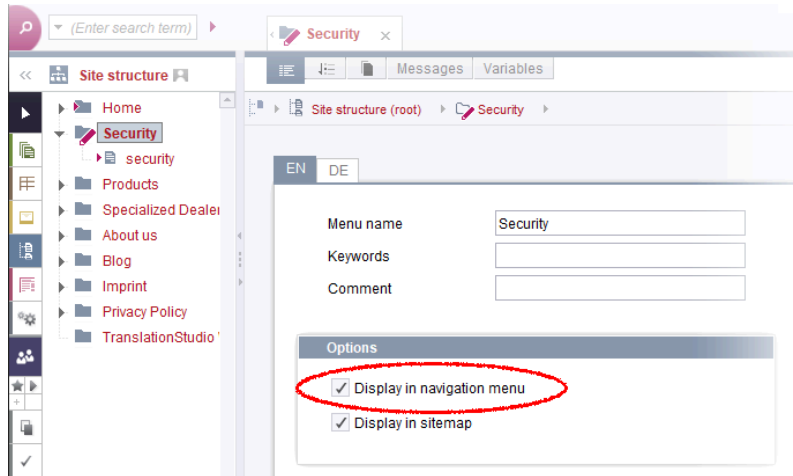 (Enter search term)
Security
Site structure
Messages
Variables
Home
Security
security
Products
Specialized Dealer
About us
Blog
Imprint
Privacy Policy
TranslationStudio
Site structure (root)
Security
EN
DE
Menu name
Security
Keywords
Comment
Options
Display in navigation menu
Display in sitemap